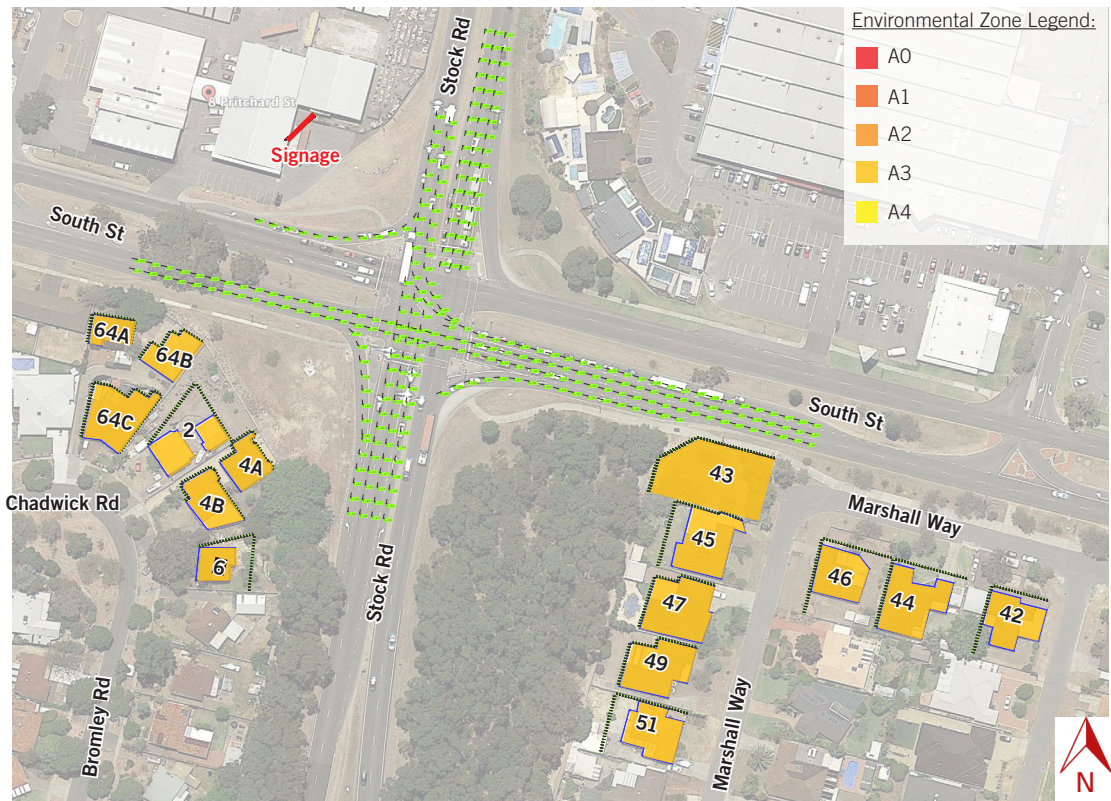 Environmental Zone Legend:
A0
A1
A2
A3
A4
Stock Rd
8 Pritchard St
Signage
South St
64A
64B
64C
2
4A
4B
6
Chadwick Rd
Bromley Rd
Stock Rd
South St
43
45
47
49
51
Marshall Way
46
44
42
Marshall Way
N